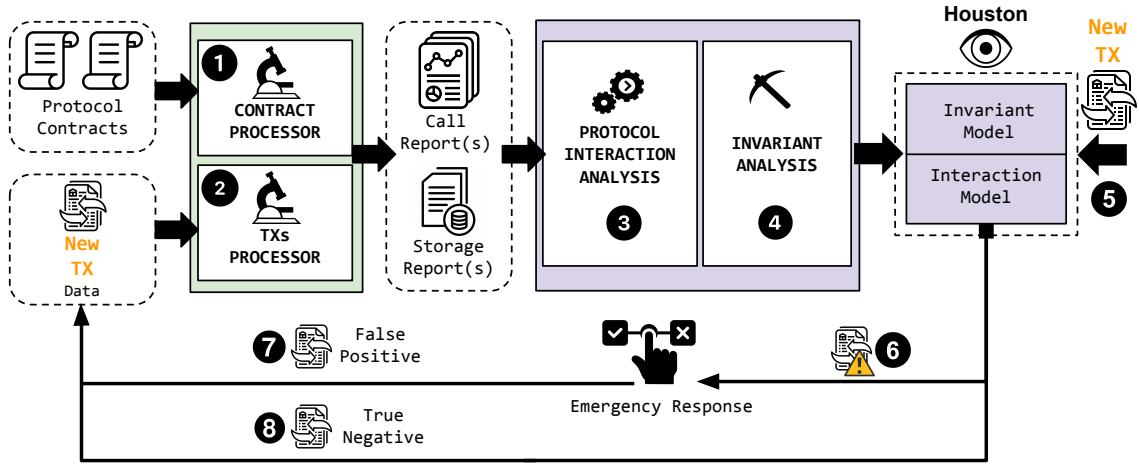 Protocol
Contracts
New
TX
Data
1
CONTRACT
PROCESSOR
2
TXs
PROCESSOR
Call
Report(s)
Storage
Report(s)
PROTOCOL
INTERACTION
ANALYSIS
3
INVARIANT
ANALYSIS
4
Houston
Invariant
Model
Interaction
Model
New
TX
5
6
Emergency Response
7
False
Positive
8
True
Negative